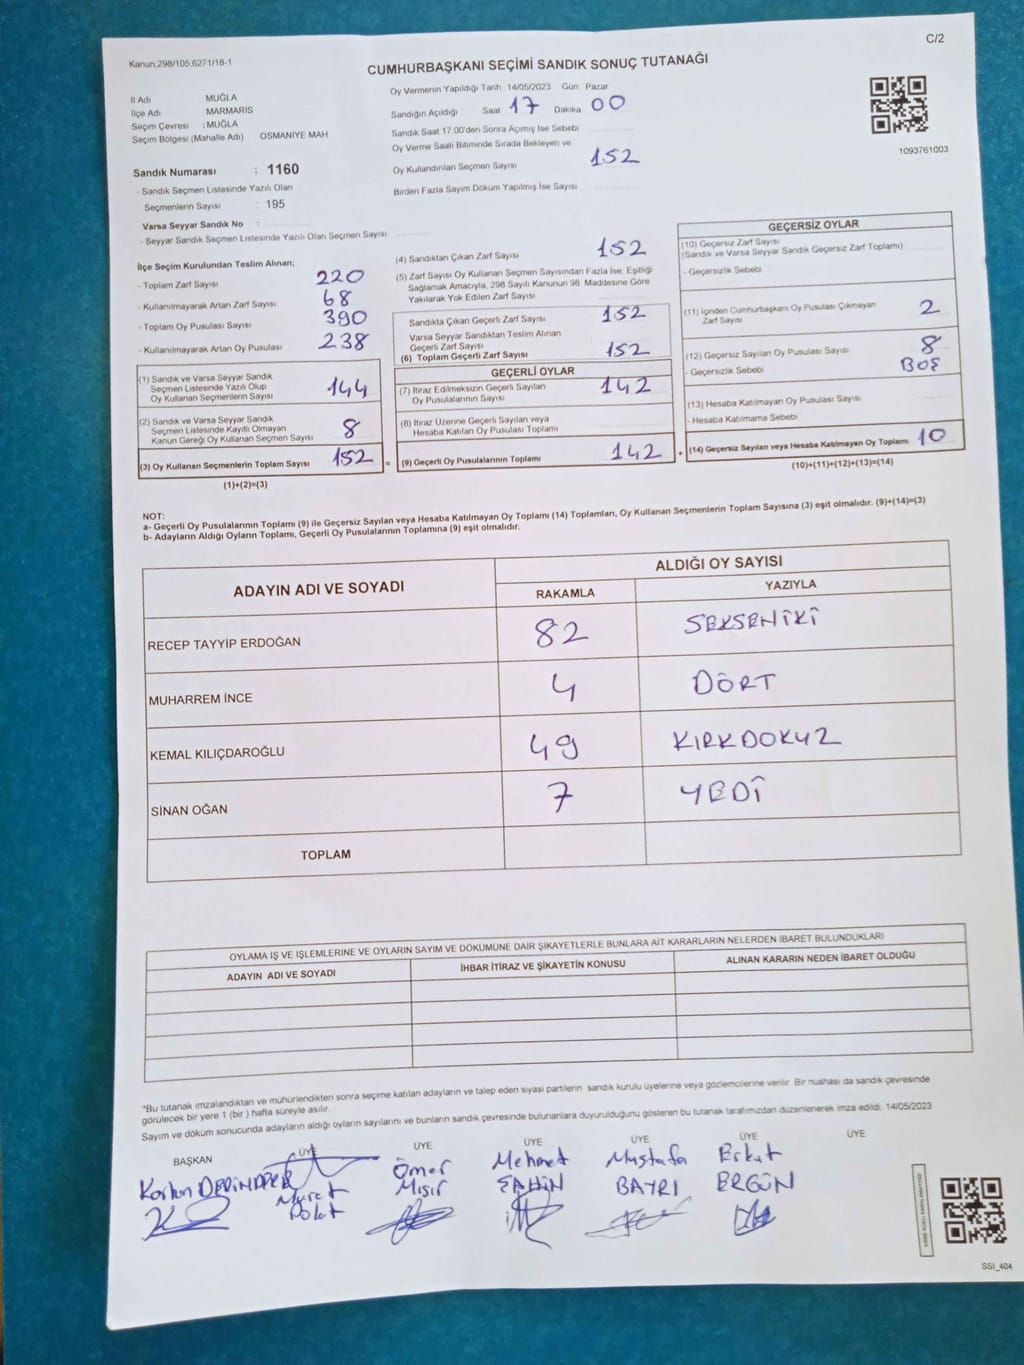 C/2
Kanun,298/105,6271/18-1
CUMHURBAŞKANI SEÇİMİ SANDIK SONUÇ TUTANAĞI
İl Adı MUĞLA
İlçe Adı MARMARİS
Seçim Çevresi : MUĞLA
Seçim Bölgesi (Mahalle Adı) OSMANİYE MAH
Oy Vermenin Yapıldığı Tarih 14/05/2023 Gün Pazar
Sandığın Açıldığı Saat 17 Dakika 00
Sandık Saat 17:00'den Sonra Açmış İse Sebebi
Oy Verme Saati Bitiminde Sırada Bekleyen ve
Oy Kullandırılan Seçmen Sayısı 152
Birden Fazla Sayım Döküm Yapılmış İse Sayısı
1093761003
Sandık Numarası : 1160
- Sandık Seçmen Listesinde Yazılı Olan
Seçmenlerin Sayısı : 195
Varsa Seyyar Sandık No :
- Seyyar Sandık Seçmen Listesinde Yazılı Olan Seçmen Sayısı
İlçe Seçim Kurulundan Teslim Alınan;
- Toplam Zarf Sayısı 220
- Kullanılmayarak Artan Zarf Sayısı 68
- Toplam Oy Pusulası Sayısı 390
- Kullanılmayarak Artan Oy Pusulası 238
(1) Sandık ve Varsa Seyyar Sandık
Seçmen Listesinde Yazılı Olup
Oy Kullanan Seçmenlerin Sayısı 144
(2) Sandık ve Varsa Seyyar Sandık
Seçmen Listesinde Kayıtlı Olmayan
Kanun Gereği Oy Kullanan Seçmen Sayısı 8
(3) Oy Kullanan Seçmenlerin Toplam Sayısı 152 =
(1)+(2)=(3)
(4) Sandıktan Çıkan Zarf Sayısı 152
(5) Zarf Sayısı Oy Kullanan Seçmen Sayısından Fazla İse, Eşitliği
Sağlamak Amacıyla, 298 Sayılı Kanunun 98. Maddesine Göre
Yakılarak Yok Edilen Zarf Sayısı
Sandıkta Çıkan Geçerli Zarf Sayısı 152
Varsa Seyyar Sandıktan Teslim Alınan
Geçerli Zarf Sayısı
(6) Toplam Geçerli Zarf Sayısı 152
GEÇERLİ OYLAR
(7) İtiraz Edilmeksizin Geçerli Sayılan
Oy Pusulalarının Sayısı 142
(8) İtiraz Üzerine Geçerli Sayılan veya
Hesaba Katılan Oy Pusulası Toplamı
(9) Geçerli Oy Pusulalarının Toplamı 142 +
GEÇERSİZ OYLAR
(10) Geçersiz Zarf Sayısı
(Sandık ve Varsa Seyyar Sandık Geçersiz Zarf Toplamı)
- Geçersizlik Sebebi
(11) İçinden Cumhurbaşkanı Oy Pusulası Çıkmayan
Zarf Sayısı 2
(12) Geçersiz Sayılan Oy Pusulası Sayısı 8
- Geçersizlik Sebebi BOŞ
(13) Hesaba Katılmayan Oy Pusulası Sayısı
- Hesaba Katılmama Sebebi
(14) Geçersiz Sayılan veya Hesaba Katılmayan Oy Toplamı 10
(10)+(11)+(12)+(13)=(14)
NOT:
a- Geçerli Oy Pusulalarının Toplamı (9) ile Geçersiz Sayılan veya Hesaba Katılmayan Oy Toplamı (14) Toplamları, Oy Kullanan Seçmenlerin Toplam Sayısına (3) eşit olmalıdır. (9)+(14)=(3)
b- Adayların Aldığı Oyların Toplamı, Geçerli Oy Pusulalarının Toplamına (9) eşit olmalıdır.
ADAYIN ADI VE SOYADI ALDIĞI OY SAYISI
RAKAMLA YAZIYLA
RECEP TAYYİP ERDOĞAN 82 SEKSENİKİ
MUHARREM İNCE 4 DÖRT
KEMAL KILIÇDAROĞLU 49 KIRKDOKUZ
SİNAN OĞAN 7 YEDİ
TOPLAM
OYLAMA İŞ VE İŞLEMLERİNE VE OYLARIN SAYIM VE DÖKÜMÜNE DAİR ŞİKAYETLERLE BUNLARA AİT KARARLARIN NELERDEN İBARET BULUNDUKLARI
ADAYIN ADI VE SOYADI İHBAR İTİRAZ VE ŞİKAYETİN KONUSU ALINAN KARARIN NEDEN İBARET OLDUĞU
"Bu tutanak imzalandıktan ve mühürlendikten sonra seçime katılan adayların ve talep eden siyasi partilerin sandık kurulu üyelerine veya gözlemcilerine verilir. Bir nüshası da sandık çevresinde
görülecek bir yere 1 (bir ) hafta süreyle asılır.
Sayım ve döküm sonucunda adayların aldığı oyların sayılarını ve bunların sandık çevresinde bulunanlara duyurulduğunu gösteren bu tutanak tarafımızdan düzenlenerek imza edildi. 14/05/2023
BAŞKAN ÜYE ÜYE ÜYE ÜYE ÜYE ÜYE
Murat Ömer Mehmet Mustafa Erkut
Polat Mısır ŞAHİN BAYRI ERGÜN
SSI_404